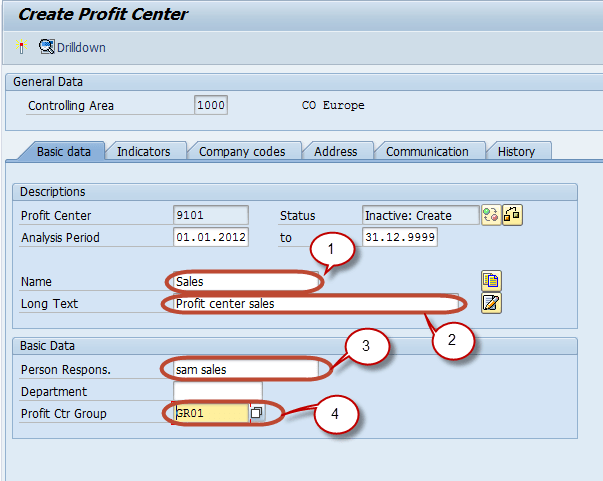 Create Profit Center
Drilldown
General Data
Controlling Area 1000 CO Europe
Basic data Indicators Company codes Address Communication History
Descriptions
Profit Center 9101 Status Inactive: Create
Analysis Period 01.01.2012 to 31.12.9999
1
Name Sales
Long Text Profit center sales
2
Basic Data
3
Person Respons. sam sales
Department
Profit Ctr Group GR01
4